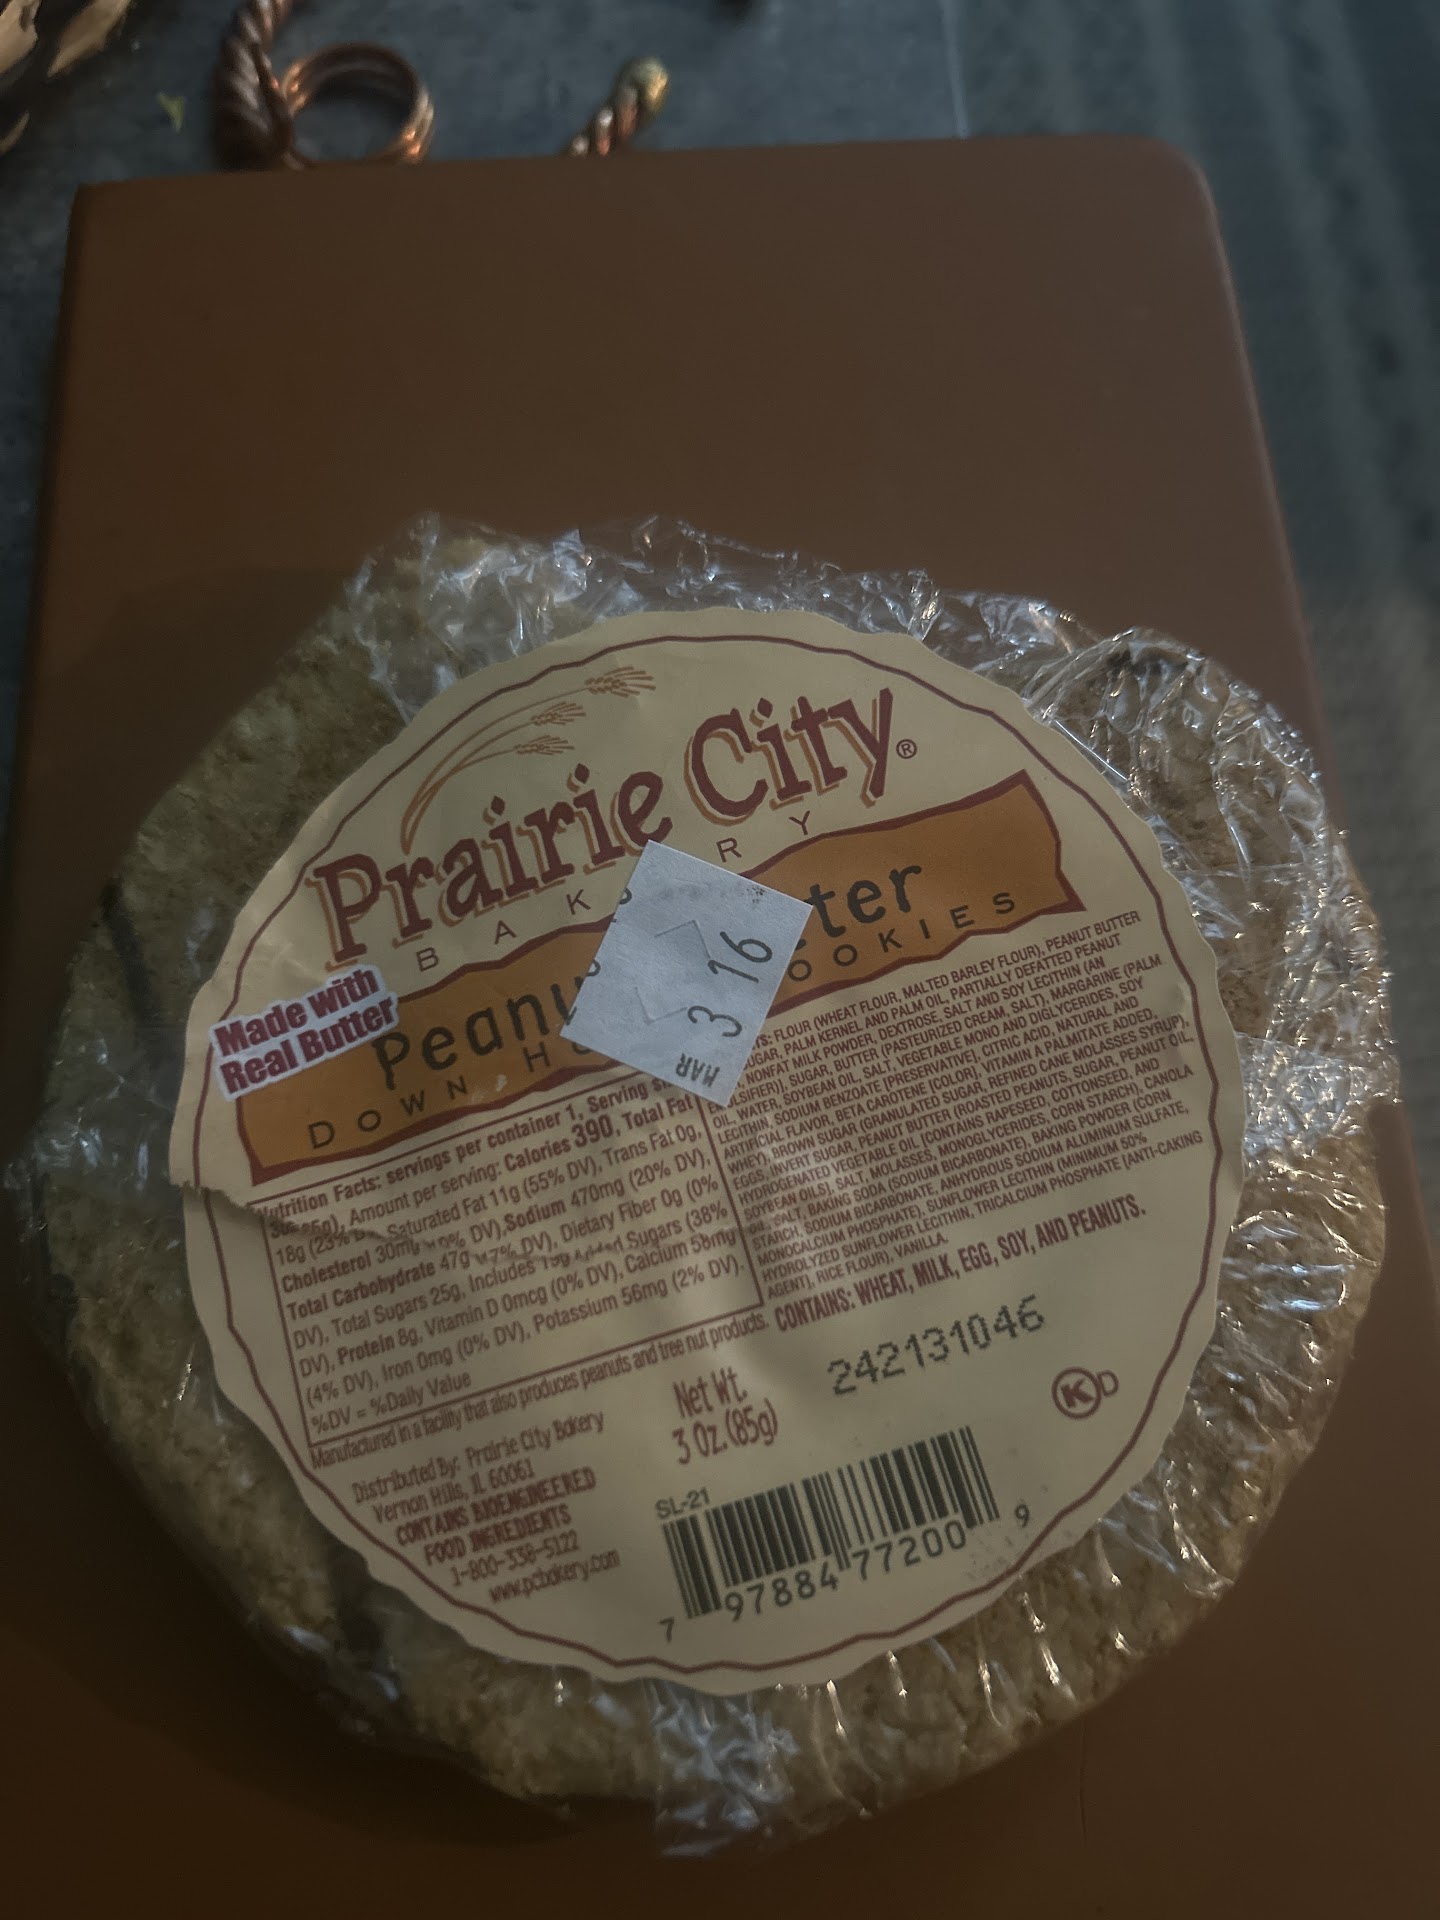 Prairie City®
BAK RY
Made With
Real Butter
Peanu tter
DOWN H OOKIES
MAR 3 16
Nutrition Facts: servings per container 1, Serving
Amount per serving: Calories 390, Total Fat
18g (23% Saturated Fat 11g (55% DV), Trans Fat 0g,
Cholesterol 30mg DV), Sodium 470mg (20% DV),
Total Carbohydrate 47g DV), Dietary Fiber 0g (0%
DV), Total Sugars 25g, Includes 19g Added Sugars (38%
DV), Protein 8g, Vitamin D 0mcg (0% DV), Calcium 58mg
(4% DV), Iron 0mg (0% DV), Potassium 56mg (2% DV).
%DV = %Daily Value
FLOUR (WHEAT FLOUR, MALTED BARLEY FLOUR), PEANUT BUTTER
PALM KERNEL AND PALM OIL, PARTIALLY DEFATTED PEANUT
NONFAT MILK POWDER, DEXTROSE, SALT AND SOY LECITHIN (AN
EMULSIFIER)], SUGAR, BUTTER (PASTEURIZED CREAM, SALT), MARGARINE (PALM
OIL, WATER, SOYBEAN OIL, SALT, VEGETABLE MONO AND DIGLYCERIDES, SOY
LECITHIN, SODIUM BENZOATE [PRESERVATIVE], CITRIC ACID, NATURAL AND
ARTIFICIAL FLAVOR, BETA CAROTENE [COLOR], VITAMIN A PALMITATE ADDED,
WHEY), BROWN SUGAR (GRANULATED SUGAR, REFINED CANE MOLASSES SYRUP),
EGGS, INVERT SUGAR, PEANUT BUTTER (ROASTED PEANUTS, SUGAR, PEANUT OIL,
HYDROGENATED VEGETABLE OIL [CONTAINS RAPESEED, COTTONSEED, AND
SOYBEAN OILS], SALT, MOLASSES, MONOGLYCERIDES, CORN STARCH), CANOLA
OIL, SALT, BAKING SODA (SODIUM BICARBONATE), BAKING POWDER (CORN
STARCH, SODIUM BICARBONATE, ANHYDROUS SODIUM ALUMINUM SULFATE,
MONOCALCIUM PHOSPHATE), SUNFLOWER LECITHIN (MINIMUM 50%
HYDROLYZED SUNFLOWER LECITHIN, TRICALCIUM PHOSPHATE [ANTI-CAKING
AGENT], RICE FLOUR), VANILLA.
CONTAINS: WHEAT, MILK, EGG, SOY, AND PEANUTS.
Manufactured in a facility that also produces peanuts and tree nut products.
Distributed By: Prairie City Bakery
Vernon Hills, IL 60061
CONTAINS BIOENGINEERED
FOOD INGREDIENTS
1-800-338-5122
www.pcbakery.com
Net Wt.
3 Oz. (85g)
242131046
K D
SL-21
7 97884 77200 9